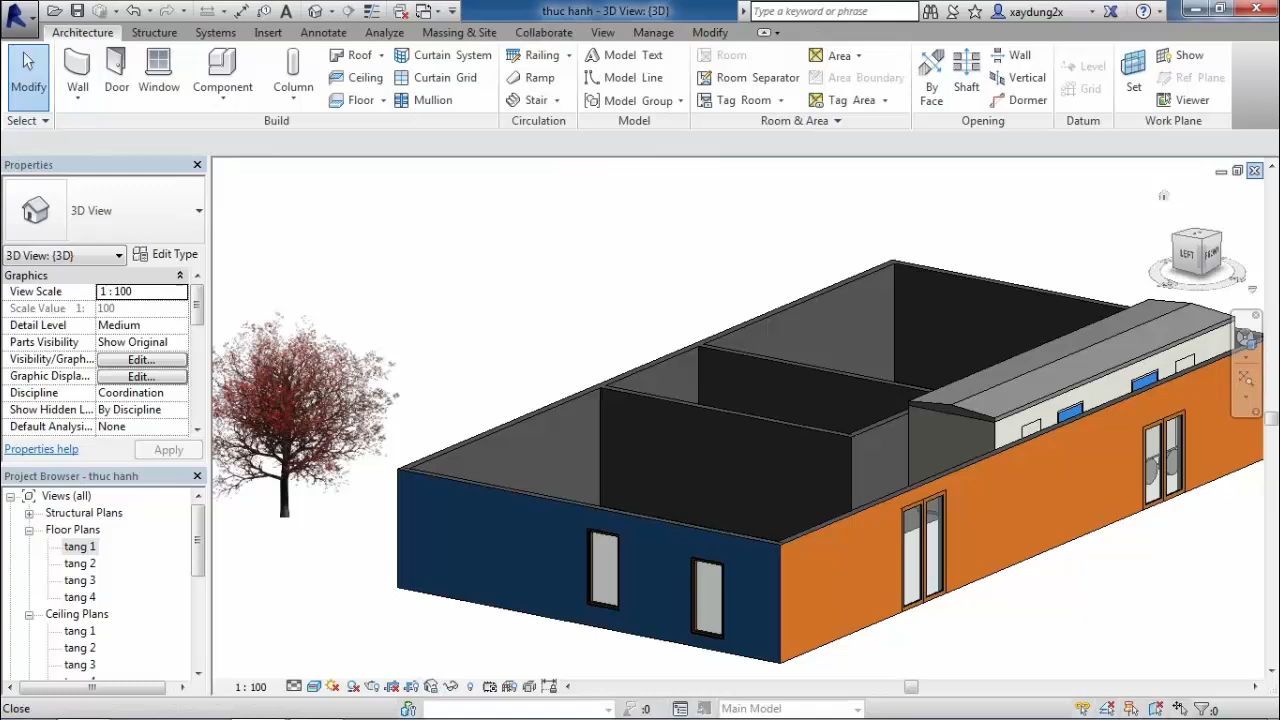 thuc hanh - 3D View: {3D}
Type a keyword or phrase
xaydung2x
Architecture Structure Systems Insert Annotate Analyze Massing & Site Collaborate View Manage Modify
Modify
Select
Wall
Door
Window
Component
Column
Roof
Ceiling
Floor
Curtain System
Curtain Grid
Mullion
Build
Railing
Ramp
Stair
Circulation
Model Text
Model Line
Model Group
Model
Room
Room Separator
Tag Room
Area
Area Boundary
Tag Area
Room & Area
By Face
Shaft
Wall
Vertical
Dormer
Opening
Level
Grid
Datum
Set
Show
Ref Plane
Viewer
Work Plane
Properties
3D View
3D View: {3D}
Edit Type
Graphics
View Scale 1 : 100
Scale Value 1: 100
Detail Level Medium
Parts Visibility Show Original
Visibility/Graph... Edit...
Graphic Displa... Edit...
Discipline Coordination
Show Hidden L... By Discipline
Default Analysi... None
Properties help
Apply
Project Browser - thuc hanh
Views (all)
Structural Plans
Floor Plans
tang 1
tang 2
tang 3
tang 4
Ceiling Plans
tang 1
tang 2
tang 3
LEFT
FRONT
1 : 100
Close
:0
Main Model
:0